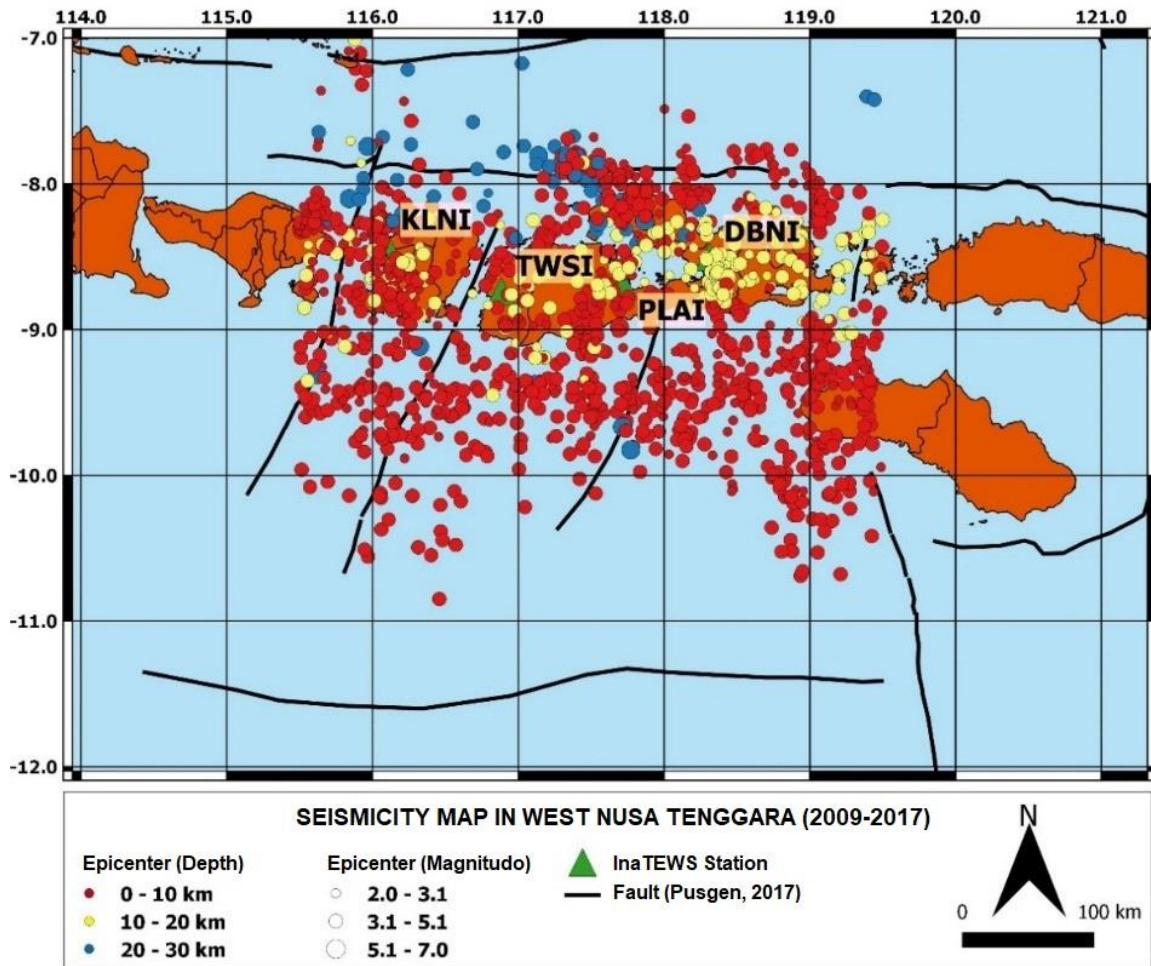 114.0 115.0 116.0 117.0 118.0 119.0 120.0 121.0
-7.0
-8.0
KLNI
DBNI
TWSI
PLAI
-9.0
-10.0
-11.0
-12.0
SEISMICITY MAP IN WEST NUSA TENGGARA (2009-2017)
N
Epicenter (Depth) Epicenter (Magnitudo) InaTEWS Station
0 - 10 km 2.0 - 3.1 Fault (Pusgen, 2017)
10 - 20 km 3.1 - 5.1 0 100 km
20 - 30 km 5.1 - 7.0